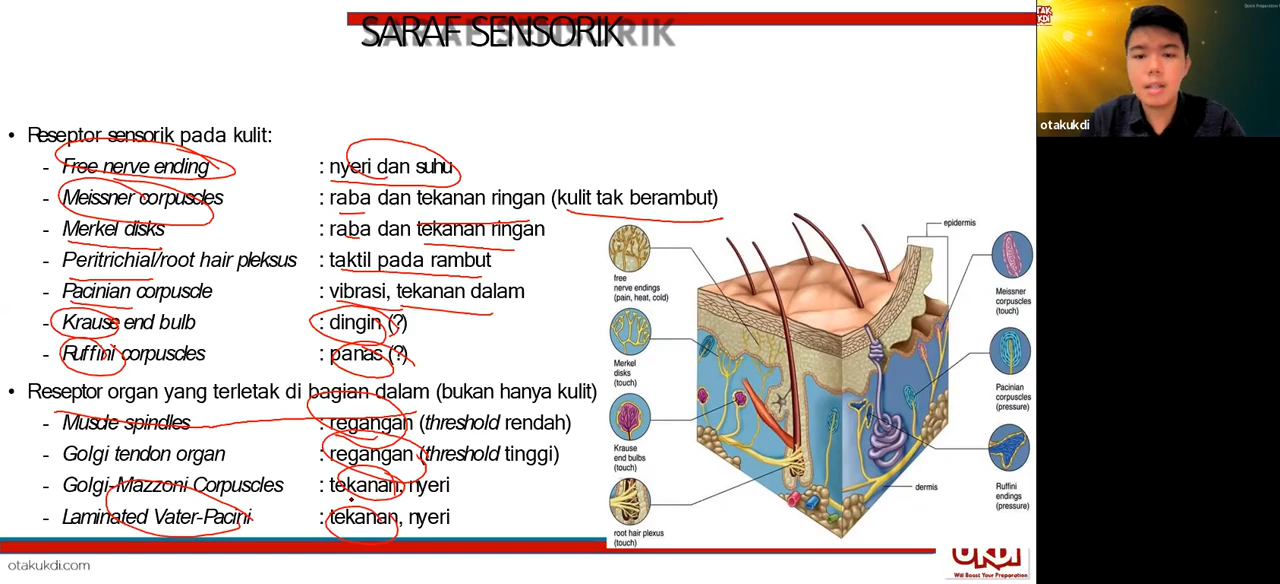 SARAF SENSORIK
• Reseptor sensorik pada kulit:
- Free nerve ending : nyeri dan suhu
- Meissner corpuscles : raba dan tekanan ringan (kulit tak berambut)
- Merkel disks : raba dan tekanan ringan
- Peritrichial/root hair pleksus : taktil pada rambut
- Pacinian corpuscle : vibrasi, tekanan dalam
- Krause end bulb : dingin (?)
- Ruffini corpuscles : panas (?)
• Reseptor organ yang terletak di bagian dalam (bukan hanya kulit)
- Muscle spindles : regangan (threshold rendah)
- Golgi tendon organ : regangan (threshold tinggi)
- Golgi-Mazzoni Corpuscles : tekanan, nyeri
- Laminated Vater-Pacini : tekanan, nyeri
free
nerve endings
(pain, heat, cold)
Merkel
disks
(touch)
Krause
end bulbs
(touch)
root hair plexus
(touch)
epidermis
Meissner
corpuscles
(touch)
Pacinian
corpuscles
(pressure)
Ruffini
endings
(pressure)
dermis
otakukdi.com
UKDI
Will Boost Your Preparation
otakukdi